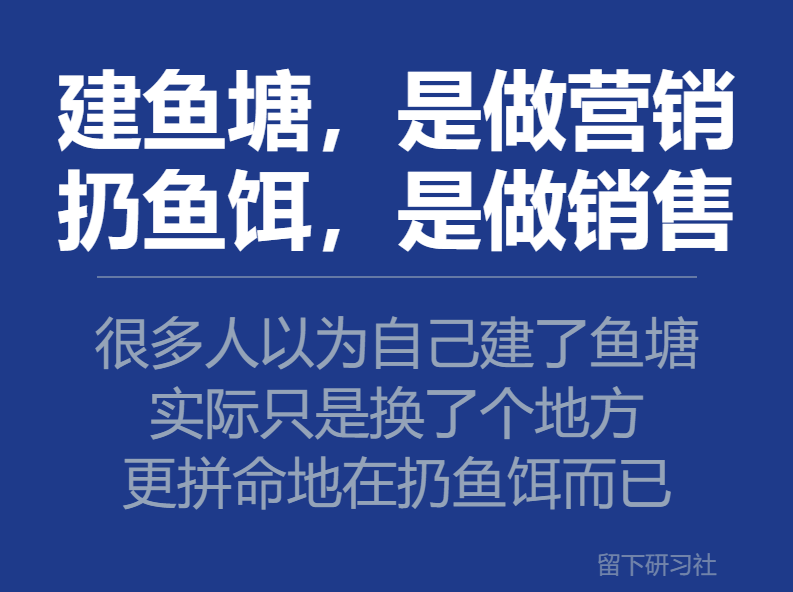 建鱼塘，是做营销
扔鱼饵，是做销售
很多人以为自己建了鱼塘
实际只是换了个地方
更拼命地在扔鱼饵而已
留下研习社